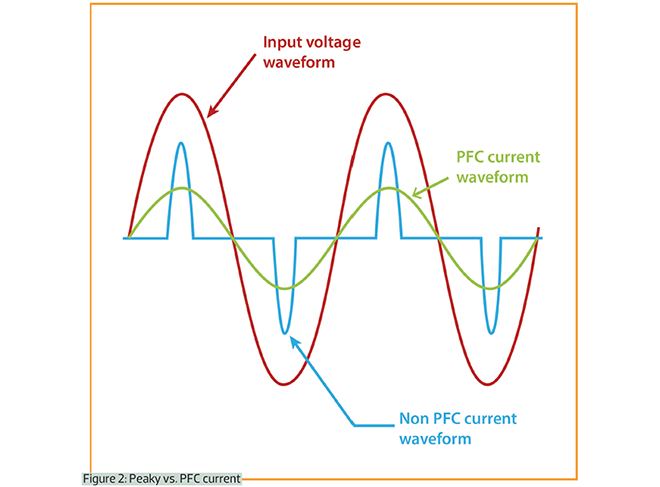 Input voltage
waveform
PFC current
waveform
Non PFC current
waveform
Figure 2: Peaky vs. PFC current